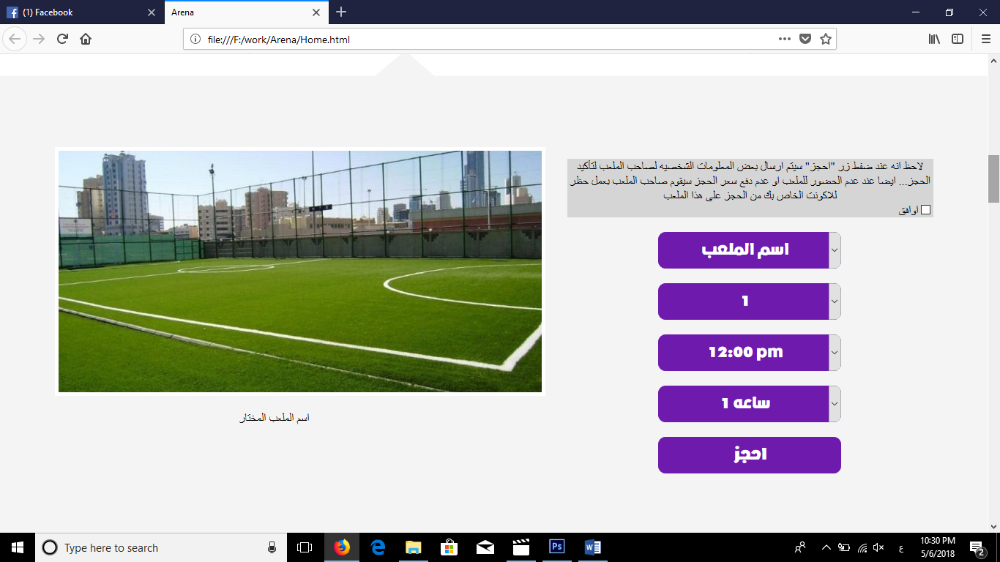 (1) Facebook
Arena
file:///F:/work/Arena/Home.html
لاحظ انه عند ضغط زر "احجز" سيتم ارسال بعض المعلومات الشخصيه لصاحب الملعب لتأكيد
الحجز... ايضا عند عدم الحضور للملعب او عدم دفع سعر الحجز سيقوم صاحب الملعب بعمل حظر
للاكونت الخاص بك من الحجز على هذا الملعب
اوافق
اسم الملعب
1
12:00 pm
ساعه 1
احجز
اسم الملعب المختار
Type here to search
Ps
W
ع
10:30 PM
5/6/2018
2